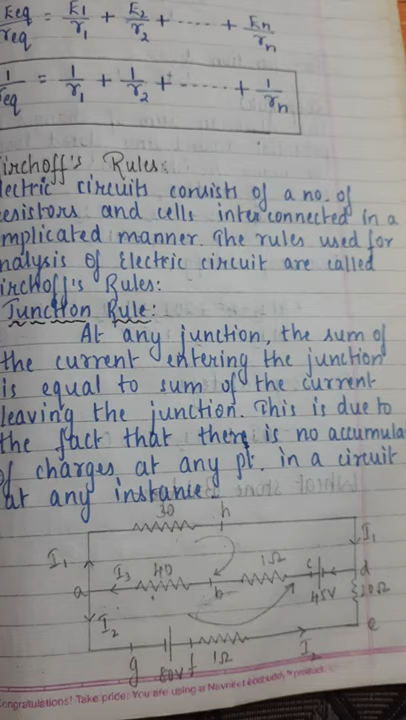 Eeq/req = E1/r1 + E2/r2 + ------ + En/rn
1/req = 1/r1 + 1/r2 + ------ + 1/rn
irchoff's Rules:
lectric circuits consists of a no. of
esistors and cells interconnected in a
mplicated manner. The rules used for
nalysis of Electric circuit are called
irchoff's Rules:
Junction Rule:
At any junction, the sum of
the current entering the junction
is equal to sum of the current
leaving the junction. This is due to
the fact that there is no accumula
of charges at any pt. in a circuit
at any instance
30 h
I1 I1
I3 40 1Ω c d
a b 45V 20Ω
I2 e
g 80V f 1Ω
Congratulations! Take pride: You are using a Navneet product